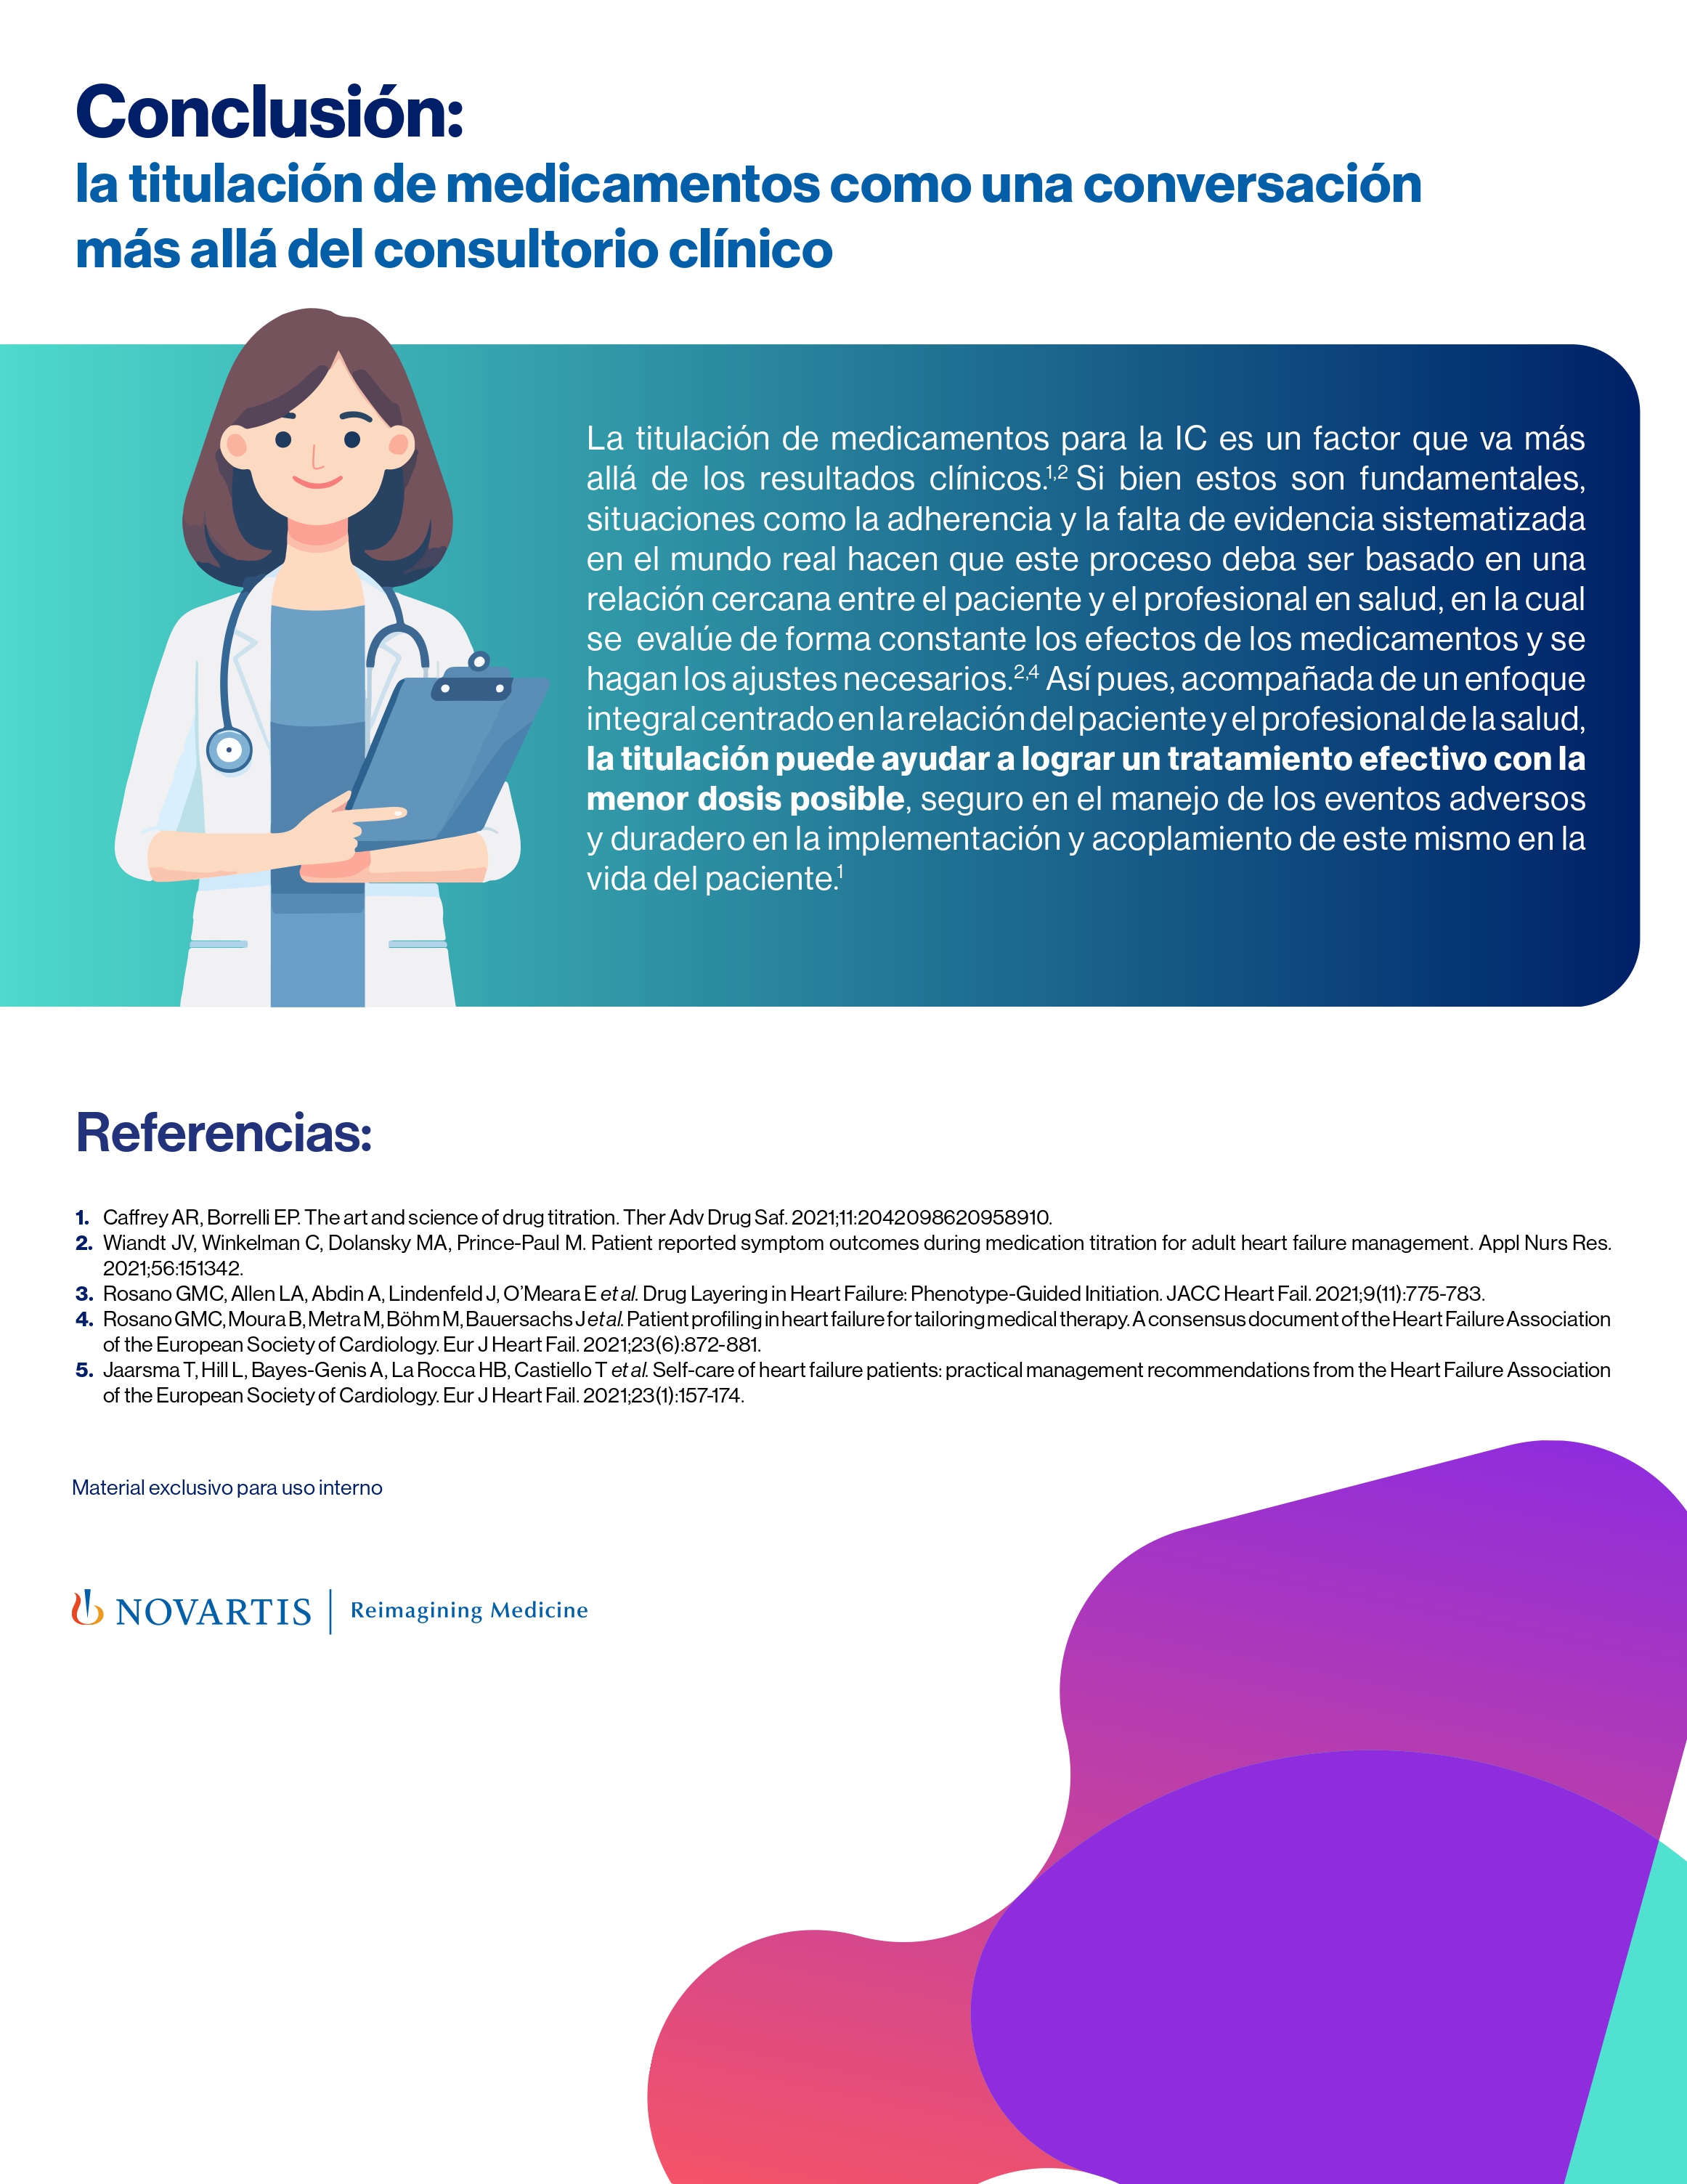 Conclusión:
la titulación de medicamentos como una conversación
más allá del consultorio clínico
La titulación de medicamentos para la IC es un factor que va más
allá de los resultados clínicos.1,2 Si bien estos son fundamentales,
situaciones como la adherencia y la falta de evidencia sistematizada
en el mundo real hacen que este proceso deba ser basado en una
relación cercana entre el paciente y el profesional en salud, en la cual
se evalúe de forma constante los efectos de los medicamentos y se
hagan los ajustes necesarios.2,4 Así pues, acompañada de un enfoque
integral centrado en la relación del paciente y el profesional de la salud,
la titulación puede ayudar a lograr un tratamiento efectivo con la
menor dosis posible, seguro en el manejo de los eventos adversos
y duradero en la implementación y acoplamiento de este mismo en la
vida del paciente.1
Referencias:
1. Caffrey AR, Borrelli EP. The art and science of drug titration. Ther Adv Drug Saf. 2021;11:2042098620958910.
2. Wiandt JV, Winkelman C, Dolansky MA, Prince-Paul M. Patient reported symptom outcomes during medication titration for adult heart failure management. Appl Nurs Res.
2021;56:151342.
3. Rosano GMC, Allen LA, Abdin A, Lindenfeld J, O’Meara E et al. Drug Layering in Heart Failure: Phenotype-Guided Initiation. JACC Heart Fail. 2021;9(11):775-783.
4. Rosano GMC, Moura B, Metra M, Böhm M, Bauersachs J et al. Patient profiling in heart failure for tailoring medical therapy. A consensus document of the Heart Failure Association
of the European Society of Cardiology. Eur J Heart Fail. 2021;23(6):872-881.
5. Jaarsma T, Hill L, Bayes-Genis A, La Rocca HB, Castiello T et al. Self-care of heart failure patients: practical management recommendations from the Heart Failure Association
of the European Society of Cardiology. Eur J Heart Fail. 2021;23(1):157-174.
Material exclusivo para uso interno
NOVARTIS | Reimagining Medicine